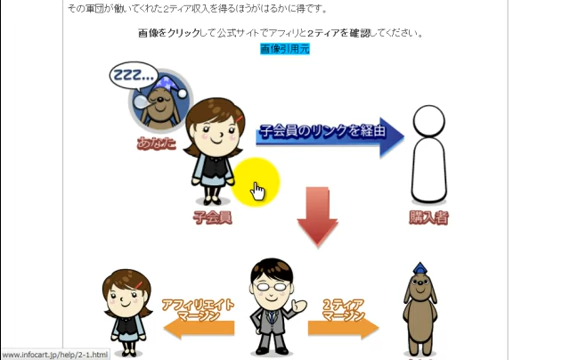 その軍団が働いてくれた2ティア収入を得るほうがはるかに得です。
画像をクリックして公式サイトでアフィリと2ティアを確認してください。
画像引用元
ZZZ...
あなた
子会員のリンクを経由
子会員
購入者
アフィリエイト
マージン
2ティア
マージン
www.infocart.jp/help/2-1.html